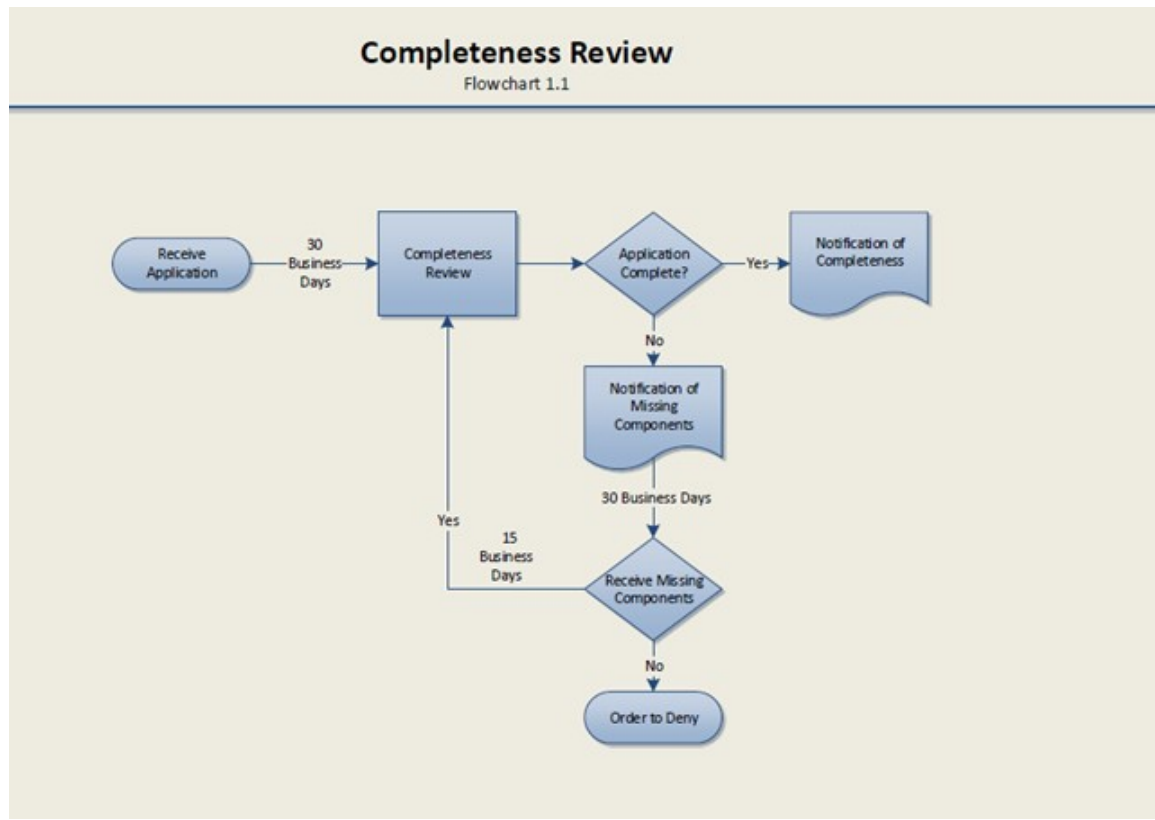 Completeness Review
Flowchart 1.1
Receive
Application
30
Business
Days
Completeness
Review
Application
Complete?
Yes
Notification of
Completeness
No
Notification of
Missing
Components
30 Business Days
Yes
15
Business
Days
Receive Missing
Components
No
Order to Deny